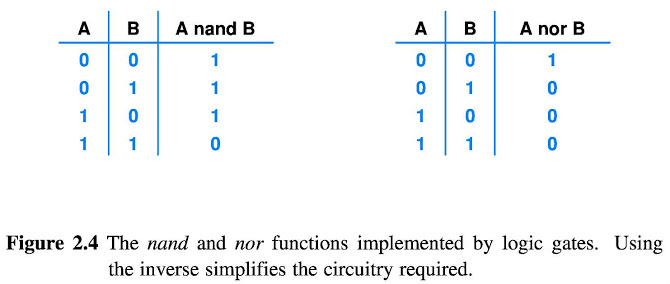 A B A nand B
0 0 1
0 1 1
1 0 1
1 1 0
A B A nor B
0 0 1
0 1 0
1 0 0
1 1 0
Figure 2.4 The nand and nor functions implemented by logic gates. Using
the inverse simplifies the circuitry required.